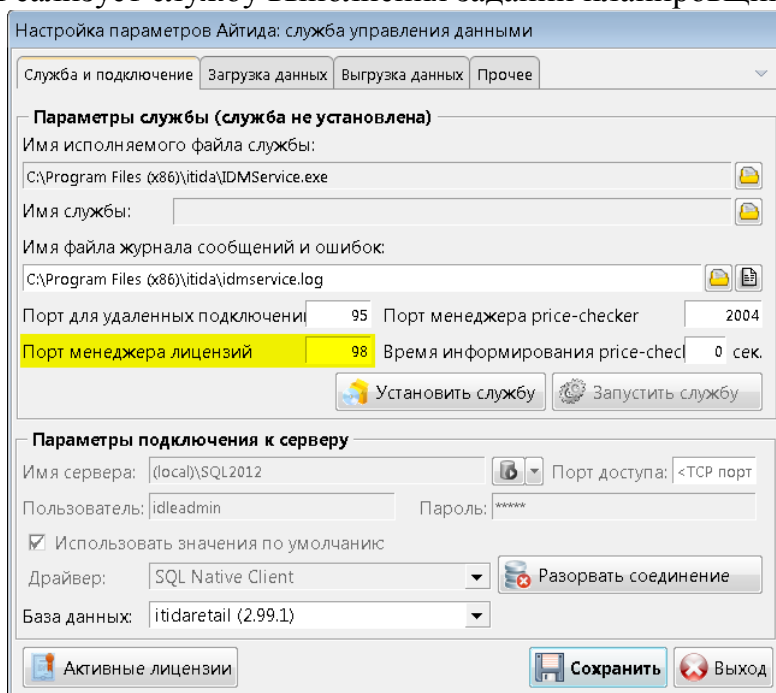 Настройка параметров Айтида: служба управления данными
Служба и подключение Загрузка данных Выгрузка данных Прочее
Параметры службы (служба не установлена)
Имя исполняемого файла службы:
C:\Program Files (x86)\itida\IDMService.exe
Имя службы:
Имя файла журнала сообщений и ошибок:
C:\Program Files (x86)\itida\idmservice.log
Порт для удаленных подключени 95 Порт менеджера price-checker 2004
Порт менеджера лицензий 98 Время информирования price-checl 0 сек.
Установить службу Запустить службу
Параметры подключения к серверу
Имя сервера: (local)\SQL2012 Порт доступа: <TCP порт
Пользователь: idleadmin Пароль: *****
Использовать значения по умолчанию
Драйвер: SQL Native Client Разорвать соединение
База данных: itidaretail (2.99.1)
Активные лицензии Сохранить Выход